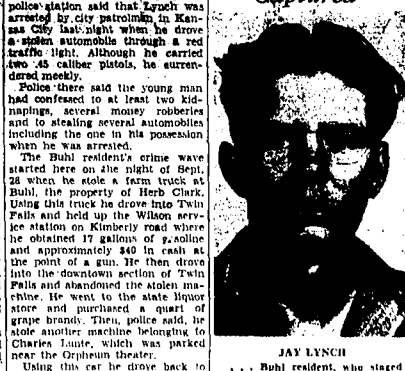 police station said that Lynch was
arrested by city patrolmen in Kan-
sas City last night when he drove
a stolen automobile through a red
traffic light. Although he carried
two .45 caliber pistols, he surren-
dered meekly.
Police there said the young man
had confessed to at least two kid-
napings, several money robberies
and to stealing several automobiles
including the one in his possession
when he was arrested.
The Buhl resident's crime wave
started here on the night of Sept.
28 when he stole a farm truck at
Buhl, the property of Herb Clark.
Using this truck he drove into Twin
Falls and held up the Wilson serv-
ice station on Kimberly road where
he obtained 17 gallons of gasoline
and approximately $40 in cash at
the point of a gun. He then drove
into the downtown section of Twin
Falls and abandoned the stolen ma-
chine. He went to the state liquor
store and purchased a quart of
grape brandy. Then, police said, he
stole another machine belonging to
Charles Lunte, which was parked
near the Orpheum theater.
Using this car he drove back to
JAY LYNCH
. . . Buhl resident, who staged